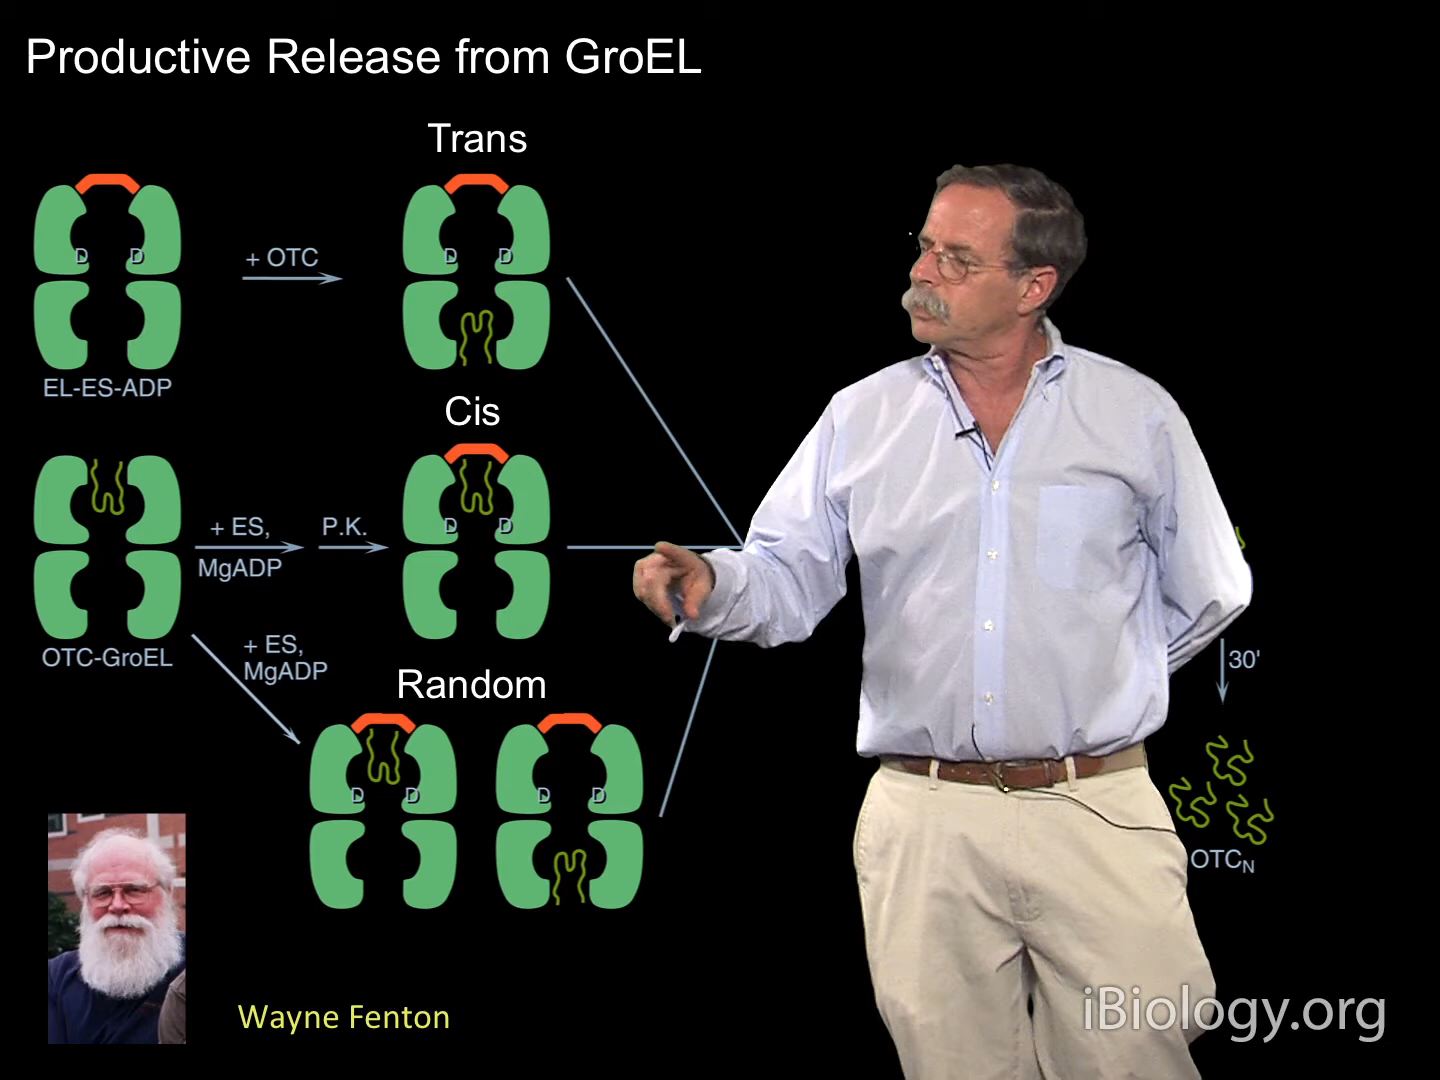 Productive Release from GroEL
Trans
D D
+ OTC
D D
EL-ES-ADP
Cis
+ ES,
MgADP
P.K.
D D
OTC-GroEL
+ ES,
MgADP
30'
Random
D D
D D
OTCN
Wayne Fenton
iBiology.org